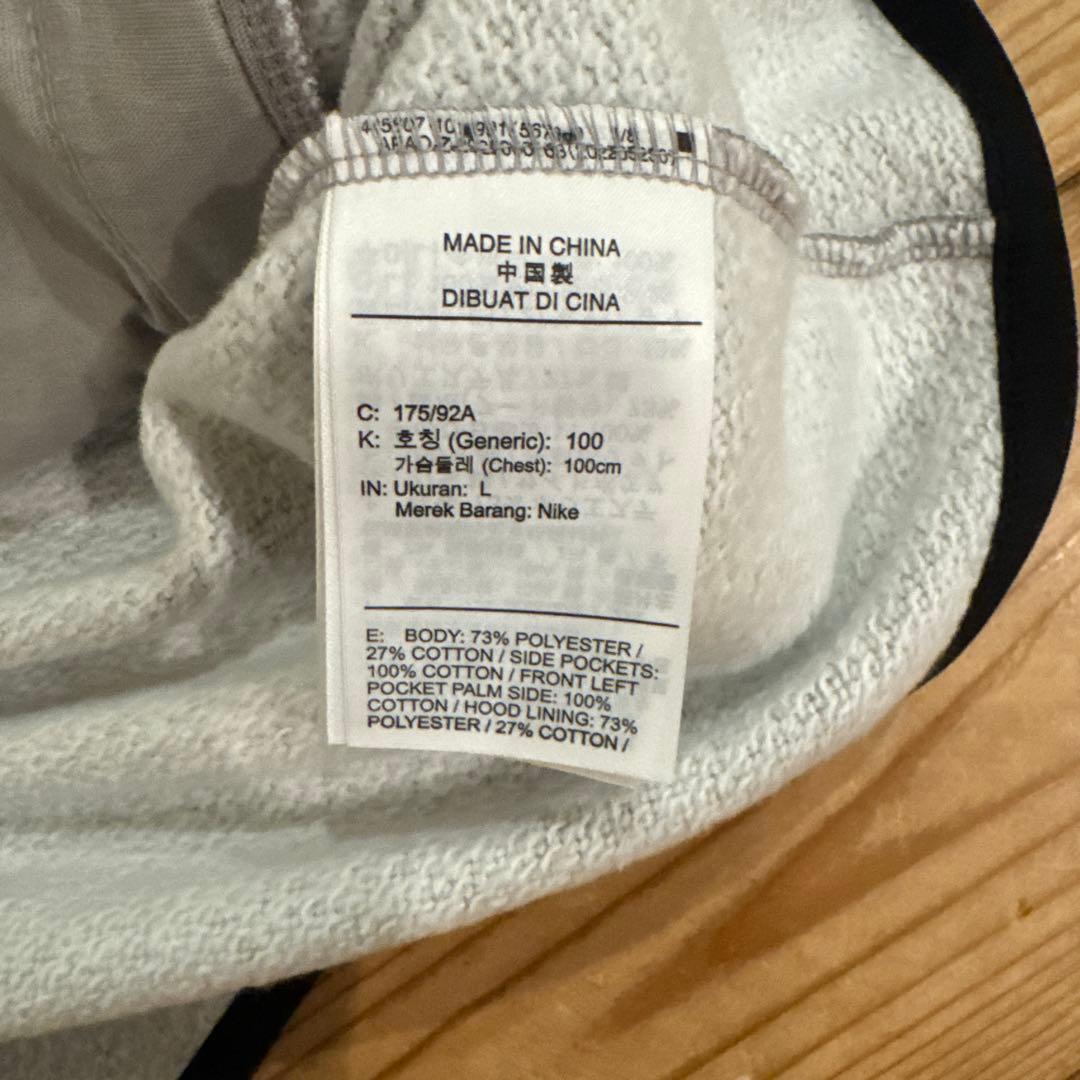 MADE IN CHINA
中国製
DIBUAT DI CINA
C: 175/92A
K: 호칭 (Generic): 100
가슴둘레 (Chest): 100cm
IN: Ukuran: L
Merek Barang: Nike
E: BODY: 73% POLYESTER /
27% COTTON / SIDE POCKETS:
100% COTTON / FRONT LEFT
POCKET PALM SIDE: 100%
COTTON / HOOD LINING: 73%
POLYESTER / 27% COTTON /